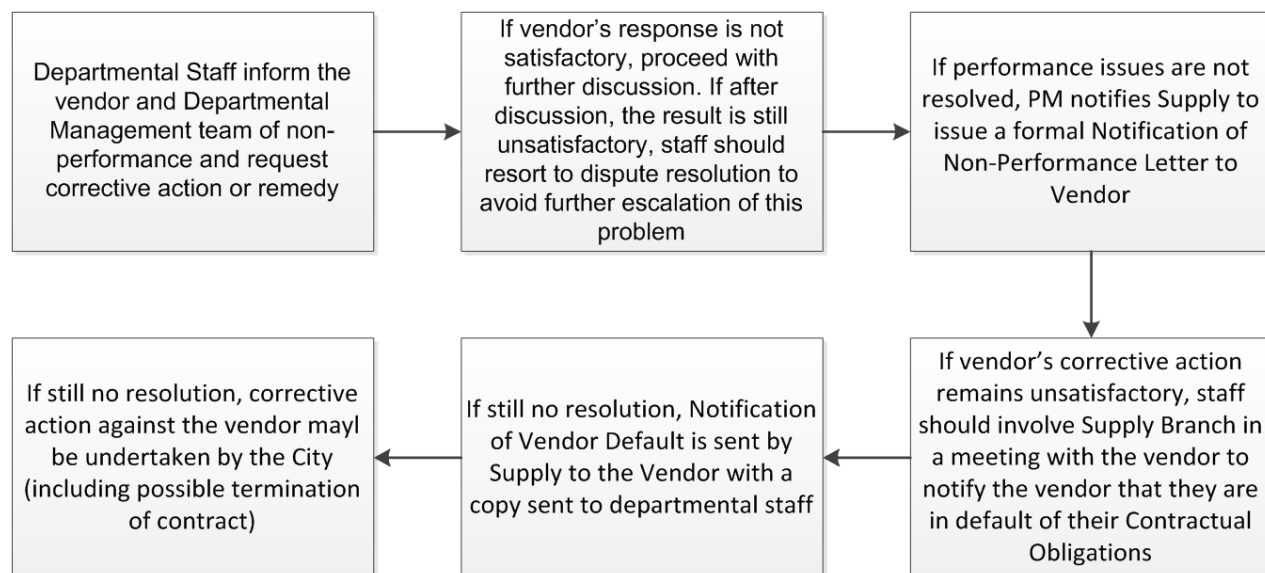 Departmental Staff inform the
vendor and Departmental
Management team of non-
performance and request
corrective action or remedy
If vendor's response is not
satisfactory, proceed with
further discussion. If after
discussion, the result is still
unsatisfactory, staff should
resort to dispute resolution to
avoid further escalation of this
problem
If performance issues are not
resolved, PM notifies Supply to
issue a formal Notification of
Non-Performance Letter to
Vendor
If vendor's corrective action
remains unsatisfactory, staff
should involve Supply Branch in
a meeting with the vendor to
notify the vendor that they are
in default of their Contractual
Obligations
If still no resolution, Notification
of Vendor Default is sent by
Supply to the Vendor with a
copy sent to departmental staff
If still no resolution, corrective
action against the vendor mayl
be undertaken by the City
(including possible termination
of contract)